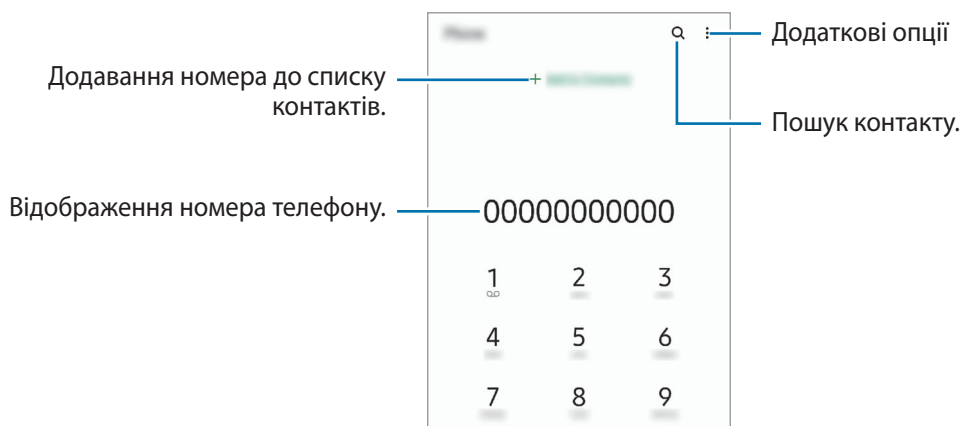 Додаткові опції
Додавання номера до списку
контактів.
Пошук контакту.
Відображення номера телефону.
00000000000
1 2 3
4 5 6
7 8 9